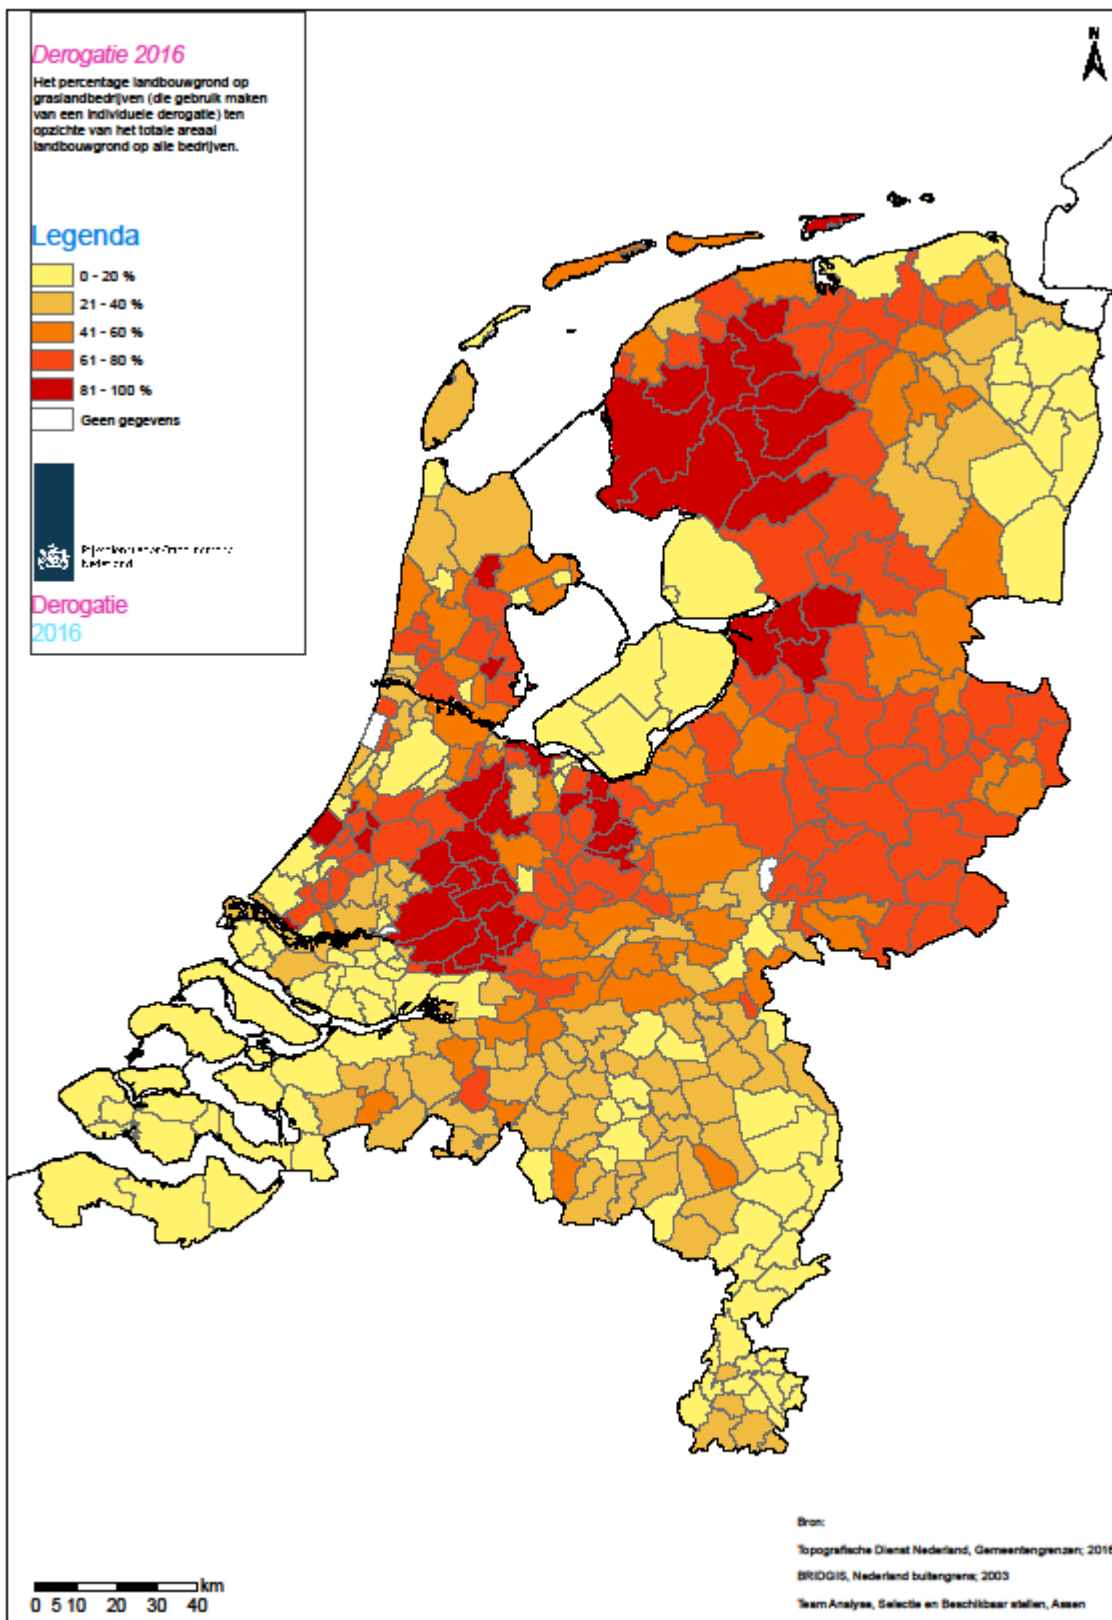 Derogatie 2016
Het percentage landbouwgrond op
graslandbedrijven (die gebruik maken
van een individuele derogatie) ten
opzichte van het totale areaal
landbouwgrond op alle bedrijven.
N
Legenda
0 - 20 %
21 - 40 %
41 - 60 %
61 - 80 %
81 - 100 %
Geen gegevens
Nederland
Derogatie
2016
Bron:
Topografische Dienst Nederland, Gemeentengrenzen; 2016
BRIDGIS, Nederland buitengrens; 2003
Team Analyse, Selectie en Beschikbaar stellen, Assen
km
0 5 10 20 30 40